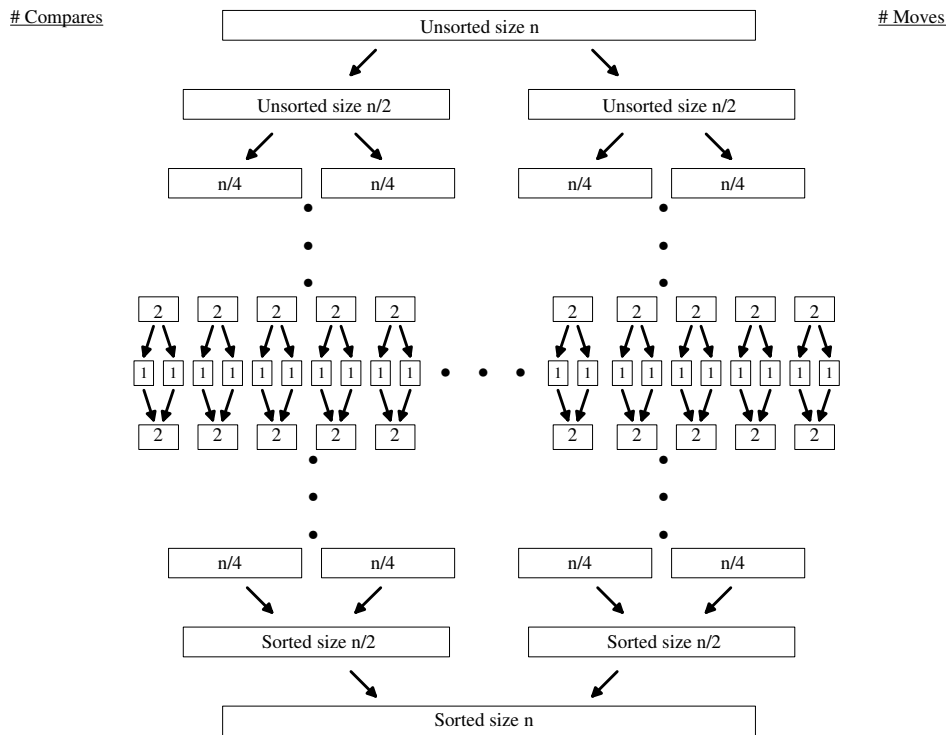 # Compares
Unsorted size n
# Moves
Unsorted size n/2 Unsorted size n/2
n/4 n/4 n/4 n/4
2 2 2 2 2 2 2 2 2 2
1 1 1 1 1 1 1 1 1 1 1 1 1 1 1 1 1 1 1 1
2 2 2 2 2 2 2 2 2 2
n/4 n/4 n/4 n/4
Sorted size n/2 Sorted size n/2
Sorted size n